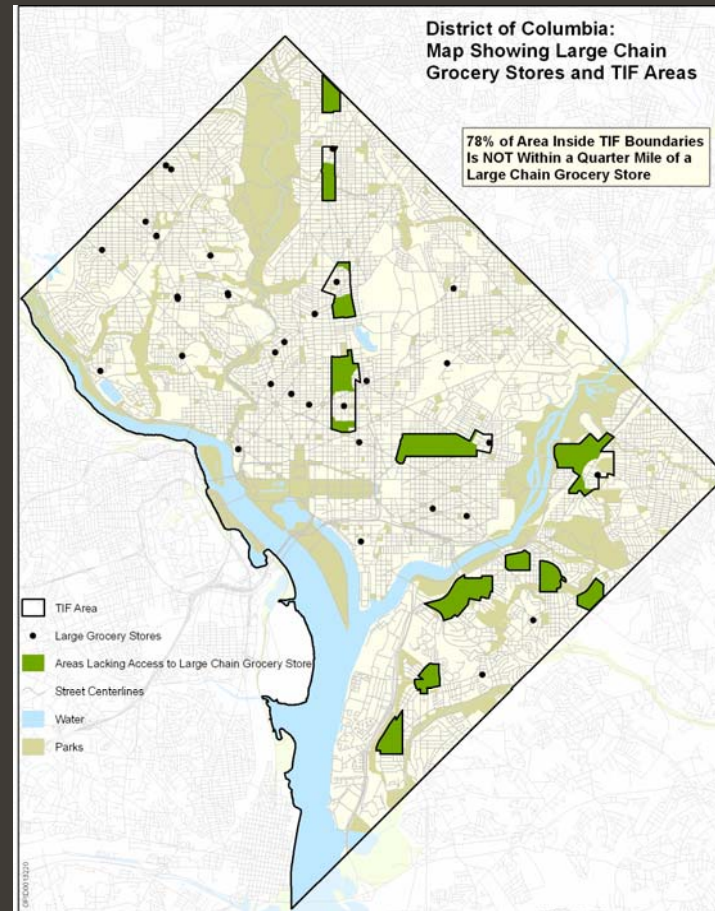 District of Columbia:
Map Showing Large Chain
Grocery Stores and TIF Areas
78% of Area Inside TIF Boundaries
Is NOT Within a Quarter Mile of a
Large Chain Grocery Store
TIF Area
Large Grocery Stores
Areas Lacking Access to Large Chain Grocery Store
Street Centerlines
Water
Parks